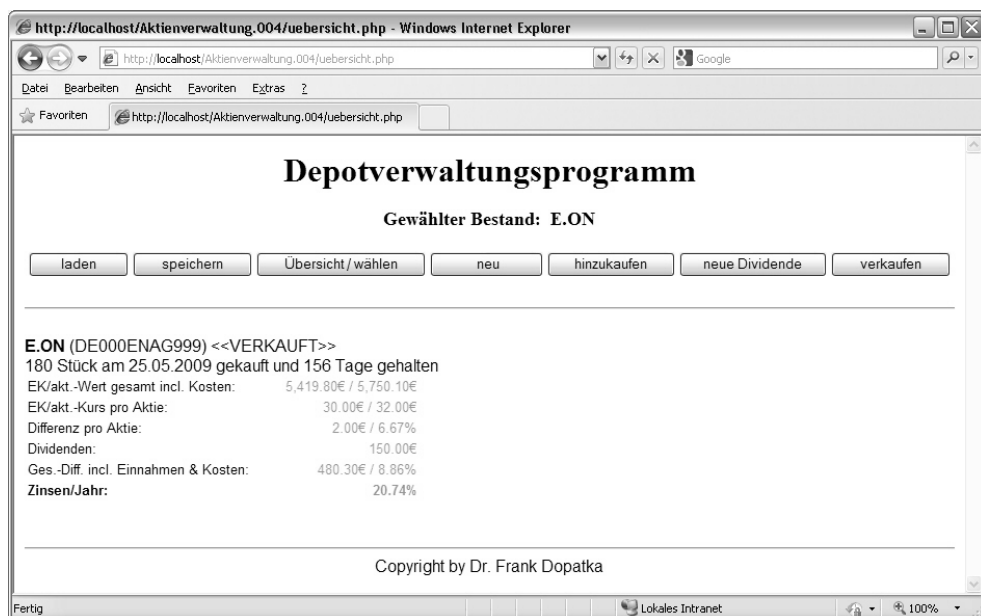 http://localhost/Aktienverwaltung.004/uebersicht.php - Windows Internet Explorer
http://localhost/Aktienverwaltung.004/uebersicht.php
Google
Datei Bearbeiten Ansicht Favoriten Extras ?
Favoriten
http://localhost/Aktienverwaltung.004/uebersicht.php
Depotverwaltungsprogramm
Gewählter Bestand: E.ON
laden speichern Übersicht / wählen neu hinzukaufen neue Dividende verkaufen
E.ON (DE000ENAG999) <<VERKAUFT>>
180 Stück am 25.05.2009 gekauft und 156 Tage gehalten
EK/akt.-Wert gesamt incl. Kosten: 5,419.80€ / 5,750.10€
EK/akt.-Kurs pro Aktie: 30.00€ / 32.00€
Differenz pro Aktie: 2.00€ / 6.67%
Dividenden: 150.00€
Ges.-Diff. incl. Einnahmen & Kosten: 480.30€ / 8.86%
Zinsen/Jahr: 20.74%
Copyright by Dr. Frank Dopatka
Fertig Lokales Intranet 100%